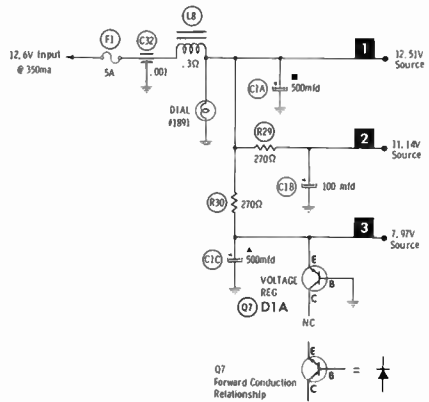 L8
F1
C32
1
12.6V Input
@ 350ma
.3Ω
12.51V
Source
5A
.001
C1A
500mfd
DIAL
#1891
R29
2
11.14V
Source
270Ω
C1B
100 mfd
R30
270Ω
3
7.97V
Source
C1C
500mfd
E
VOLTAGE
REG
B
Q7 D1A
C
NC
E
Q7
B
=
Forward Conduction
C
Relationship